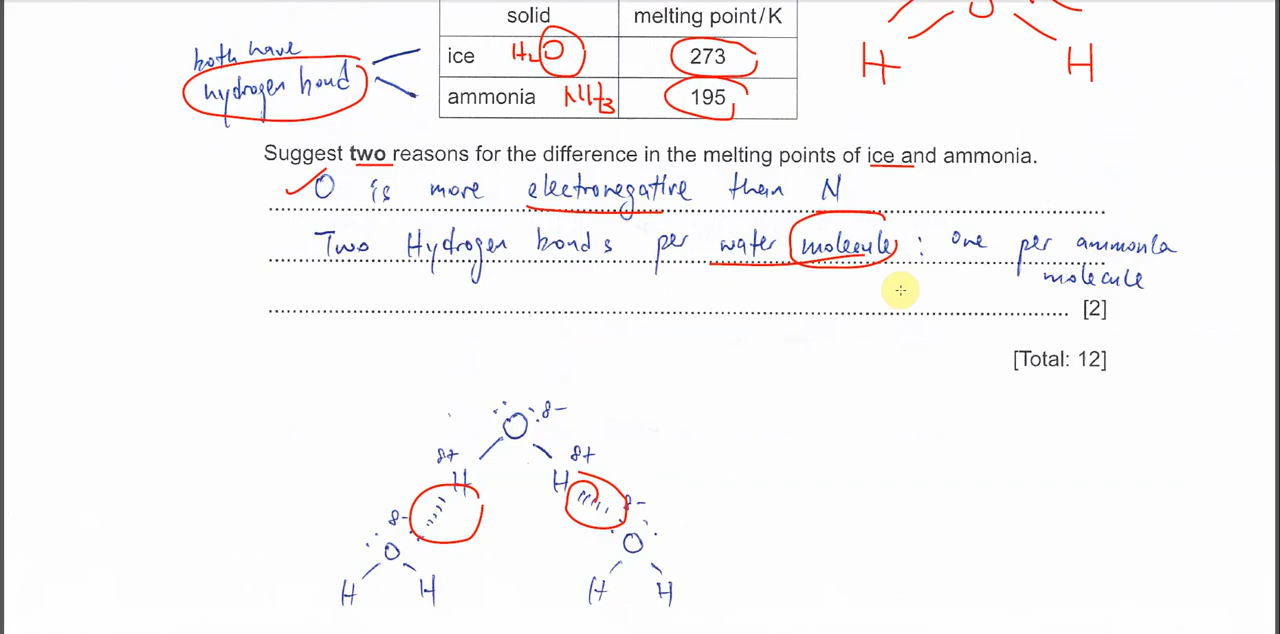 solid melting point/K
both have
hydrogen bond
ice H₂O 273
ammonia NH₃ 195
O
H H
Suggest two reasons for the difference in the melting points of ice and ammonia.
O is more electronegative than N
Two Hydrogen bonds per water molecule : one per ammonia
molecule
[2]
[Total: 12]
O δ−
δ+ δ+
H H
δ− δ−
O O
H H H H